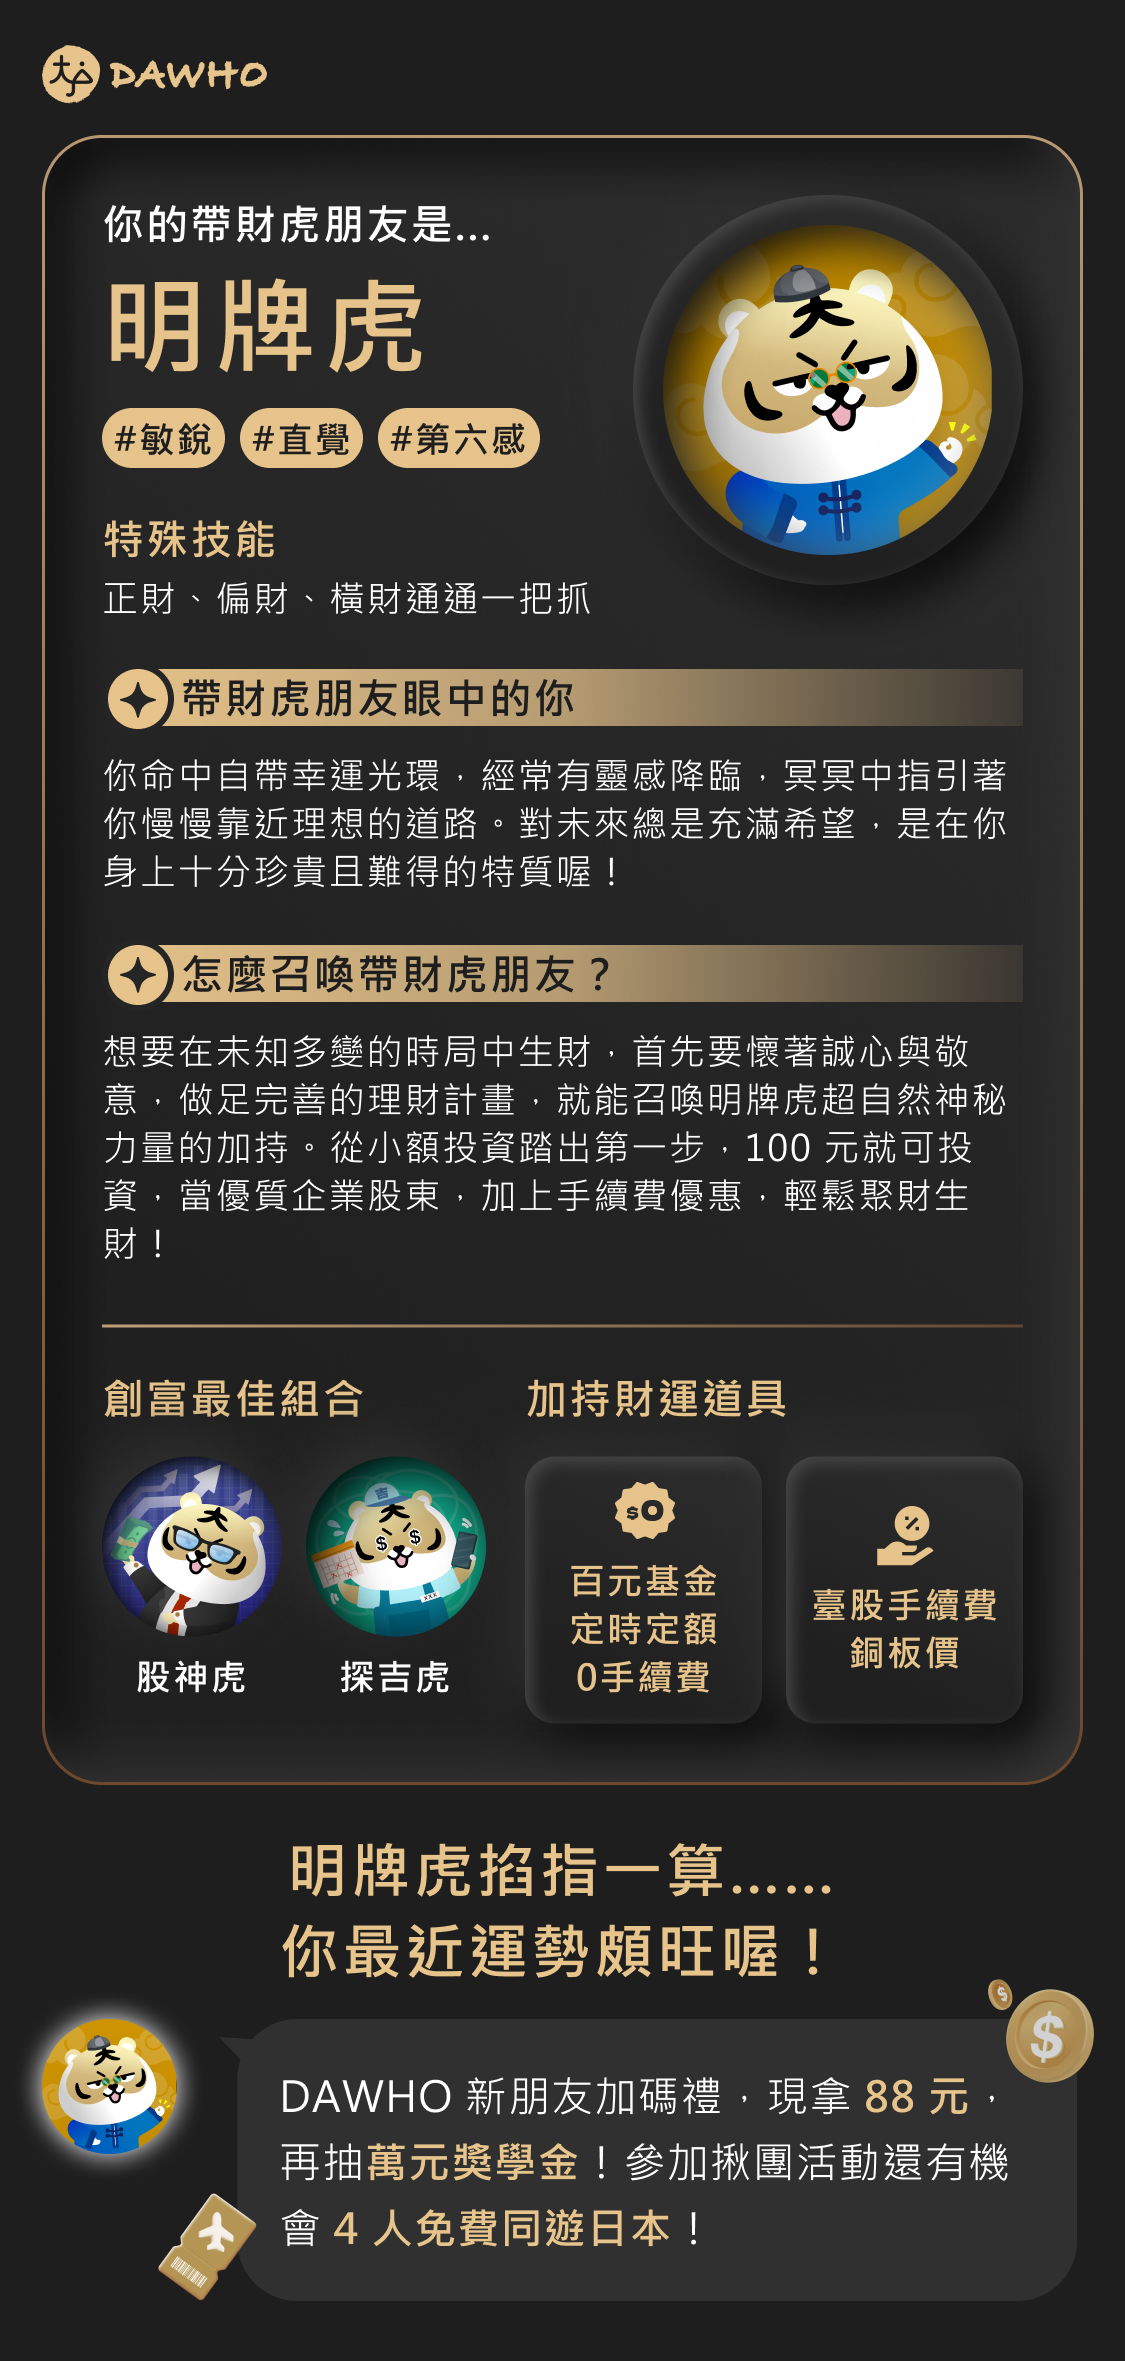 大戶 DAWHO
你的帶財虎朋友是...
明牌虎
#敏銳 #直覺 #第六感
特殊技能
正財、偏財、橫財通通一把抓
帶財虎朋友眼中的你
你命中自帶幸運光環，經常有靈感降臨，冥冥中指引著
你慢慢靠近理想的道路。對未來總是充滿希望，是在你
身上十分珍貴且難得的特質喔！
怎麼召喚帶財虎朋友？
想要在未知多變的時局中生財，首先要懷著誠心與敬
意，做足完善的理財計畫，就能召喚明牌虎超自然神秘
力量的加持。從小額投資踏出第一步，100 元就可投
資，當優質企業股東，加上手續費優惠，輕鬆聚財生
財！
創富最佳組合
股神虎
吉
$ $
xxx
探吉虎
加持財運道具
$0
百元基金
定時定額
0手續費
%
臺股手續費
銅板價
明牌虎掐指一算......
你最近運勢頗旺喔！
$
$
DAWHO 新朋友加碼禮，現拿 88 元，
再抽萬元獎學金！參加揪團活動還有機
會 4 人免費同遊日本！